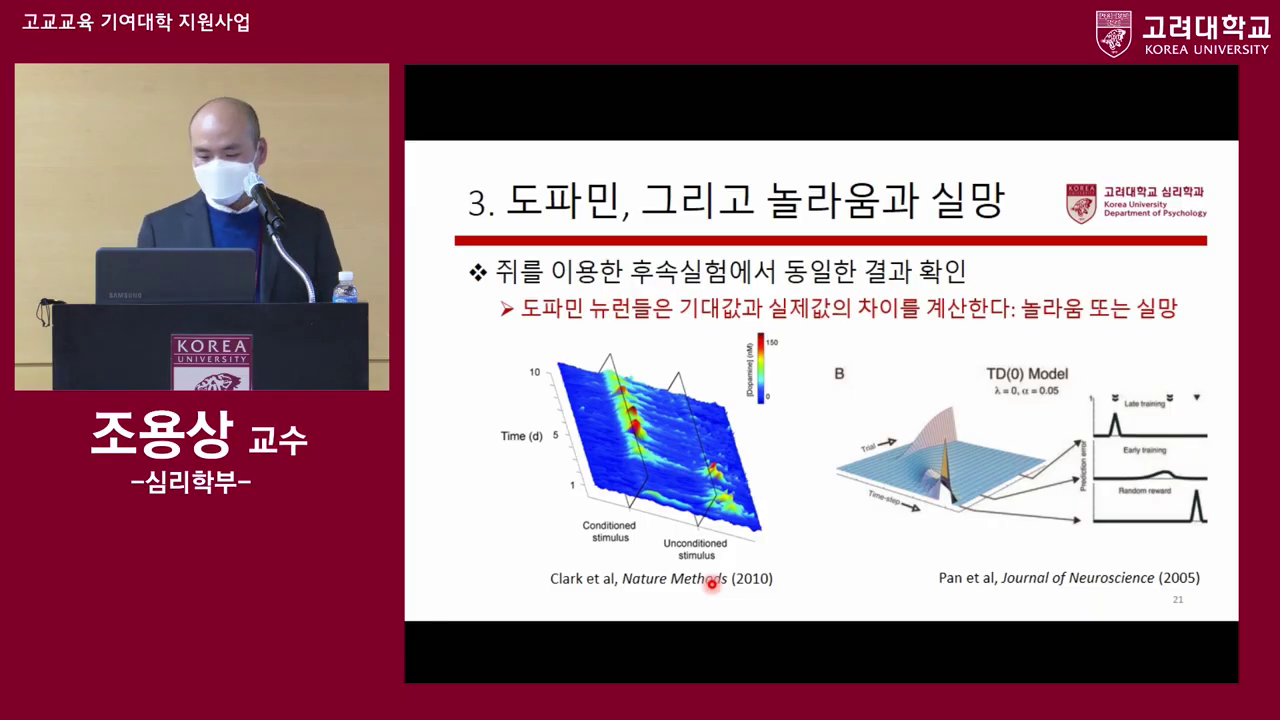 고교교육 기여대학 지원사업
고려대학교
KOREA UNIVERSITY
SAMSUNG
KOREA
UNIVERSITY
조용상 교수
-심리학부-
3. 도파민, 그리고 놀라움과 실망
KOREA
고려대학교 심리학과
Korea University
Department of Psychology
❖ 쥐를 이용한 후속실험에서 동일한 결과 확인
➢ 도파민 뉴런들은 기대값과 실제값의 차이를 계산한다: 놀라움 또는 실망
[Dopamine] (nM)
150
0
10
Time (d)
5
1
Conditioned
stimulus
Unconditioned
stimulus
Clark et al, Nature Methods (2010)
B
TD(0) Model
λ = 0, α = 0.05
Trial
Time-step
Prediction error
1
Late training
Early training
Random reward
Pan et al, Journal of Neuroscience (2005)
21